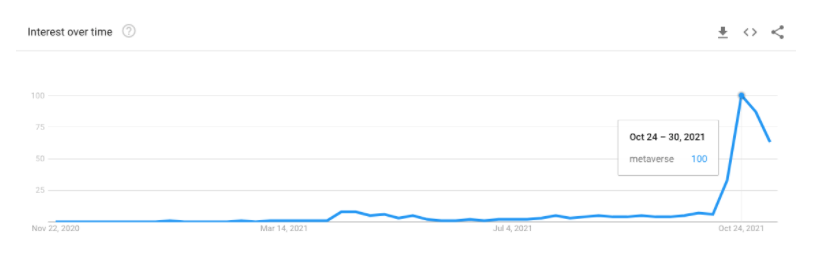 Interest over time ?
100
75
50
25
Oct 24 – 30, 2021
metaverse 100
Nov 22, 2020 Mar 14, 2021 Jul 4, 2021 Oct 24, 2021